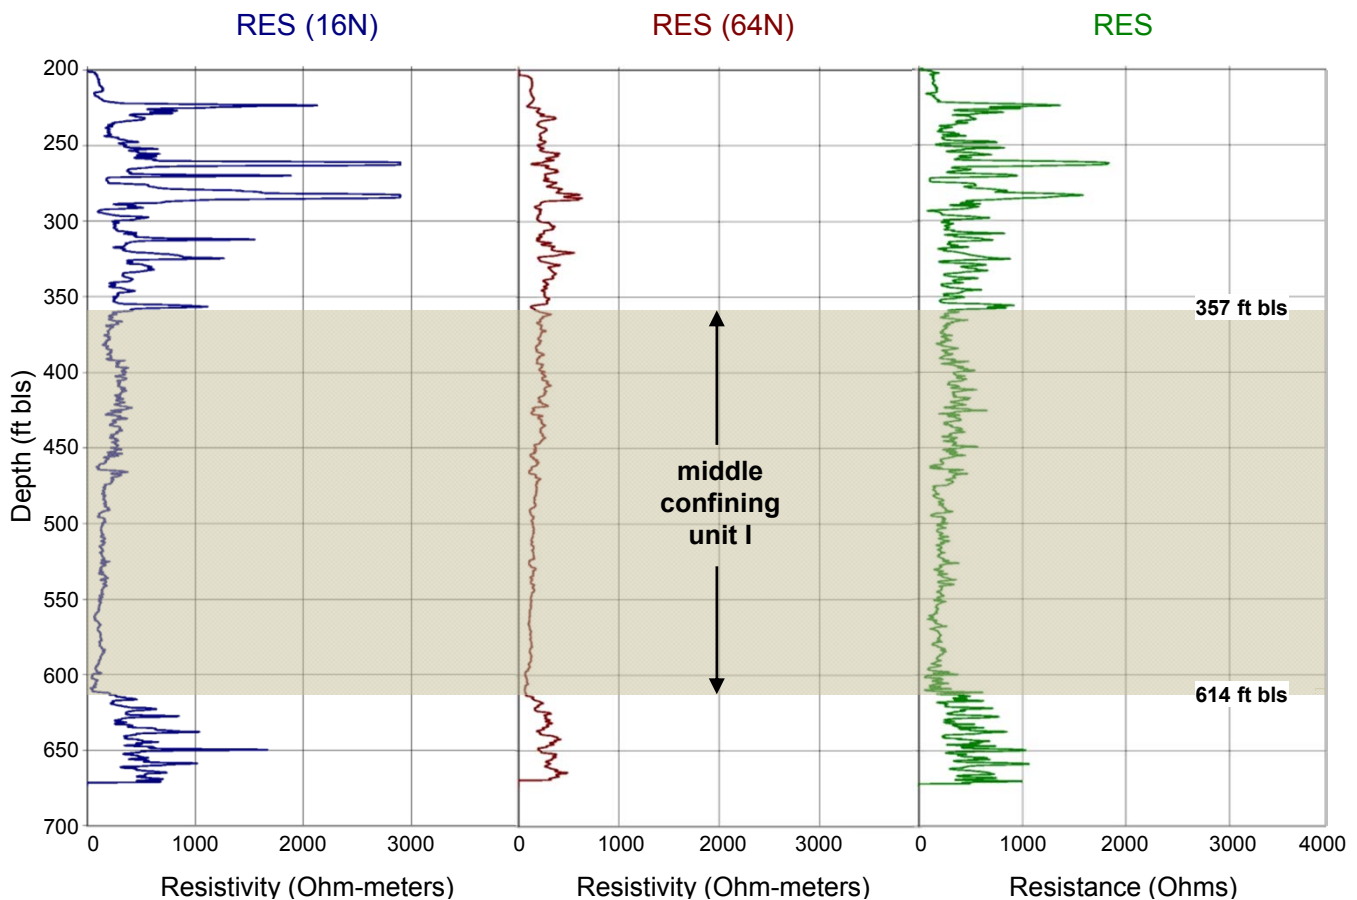 RES (16N)
RES (64N)
RES
200
250
300
350
400
450
500
550
600
650
700
Depth (ft bls)
357 ft bls
middle
confining
unit I
614 ft bls
0 1000 2000 3000
0 1000 2000 3000
0 1000 2000 3000 4000
Resistivity (Ohm-meters)
Resistivity (Ohm-meters)
Resistance (Ohms)